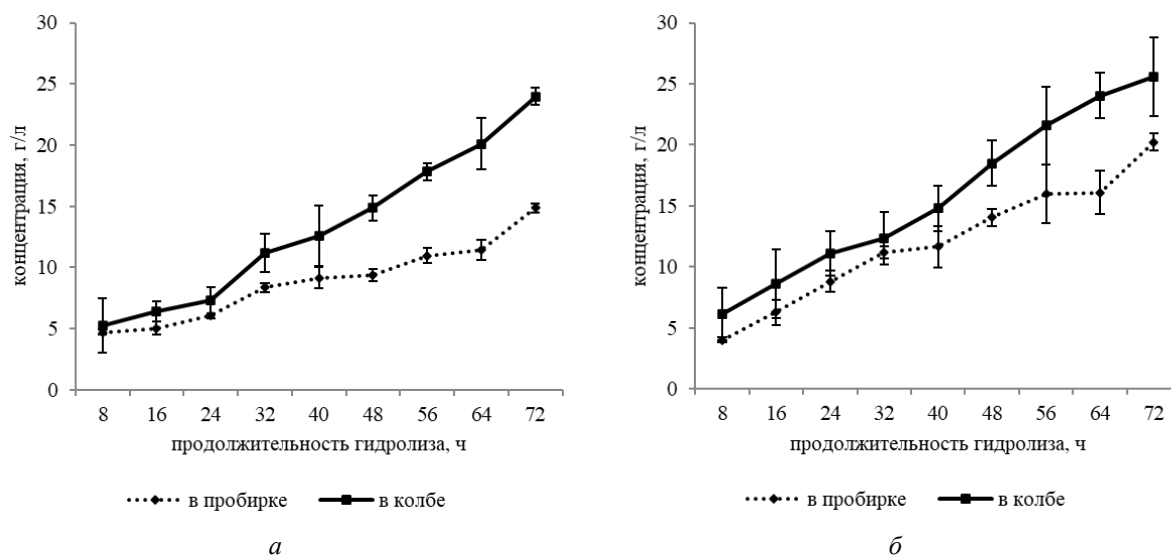 30
25
20
15
10
5
0
концентрация, г/л
8 16 24 32 40 48 56 64 72
продолжительность гидролиза, ч
в пробирке в колбе
а
30
25
20
15
10
5
0
концентрация, г/л
8 16 24 32 40 48 56 64 72
продолжительность гидролиза, ч
в пробирке в колбе
б